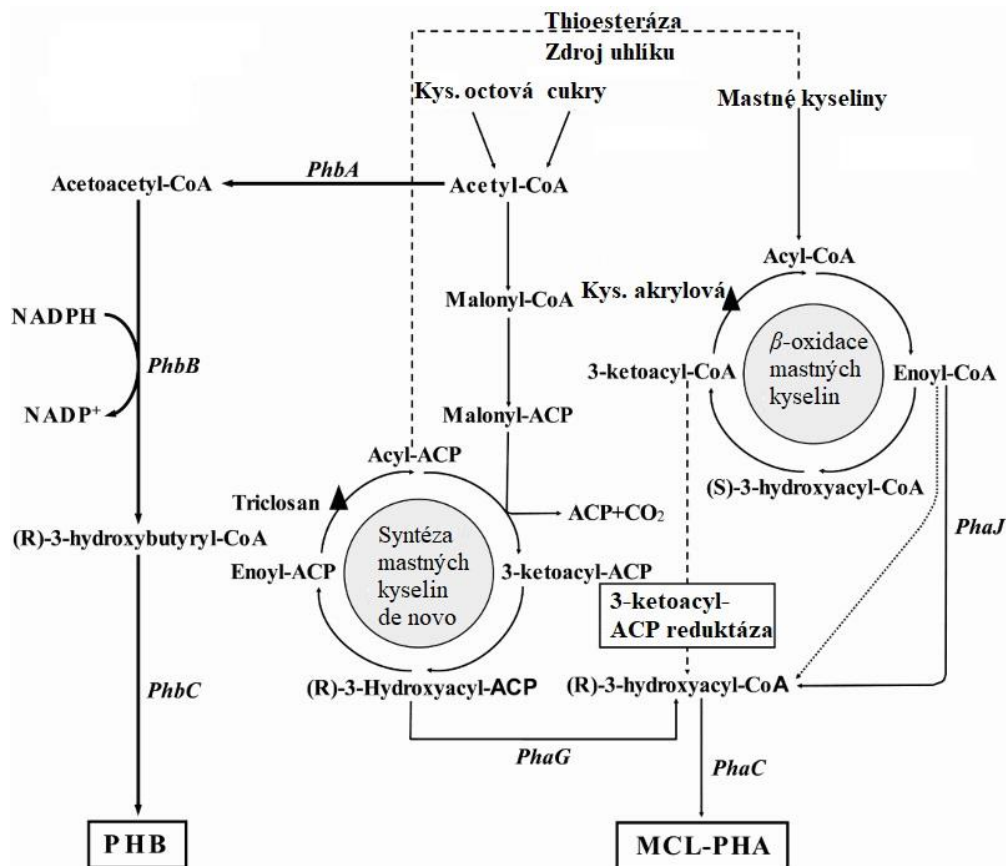 Thioesteráza
Zdroj uhlíku
Kys. octová cukry
Mastné kyseliny
PhbA
Acetoacetyl-CoA
Acetyl-CoA
Acyl-CoA
Kys. akrylová
Malonyl-CoA
NADPH
β-oxidace
mastných
kyselin
PhbB
3-ketoacyl-CoA
Enoyl-CoA
NADP+
Malonyl-ACP
Acyl-ACP
(S)-3-hydroxyacyl-CoA
Triclosan
ACP+CO2
PhaJ
(R)-3-hydroxybutyryl-CoA
Syntéza
mastných
kyselin
de novo
Enoyl-ACP
3-ketoacyl-ACP
3-ketoacyl-
ACP reduktáza
PhbC
(R)-3-Hydroxyacyl-ACP
(R)-3-hydroxyacyl-CoA
PhaG
PhaC
PHB
MCL-PHA